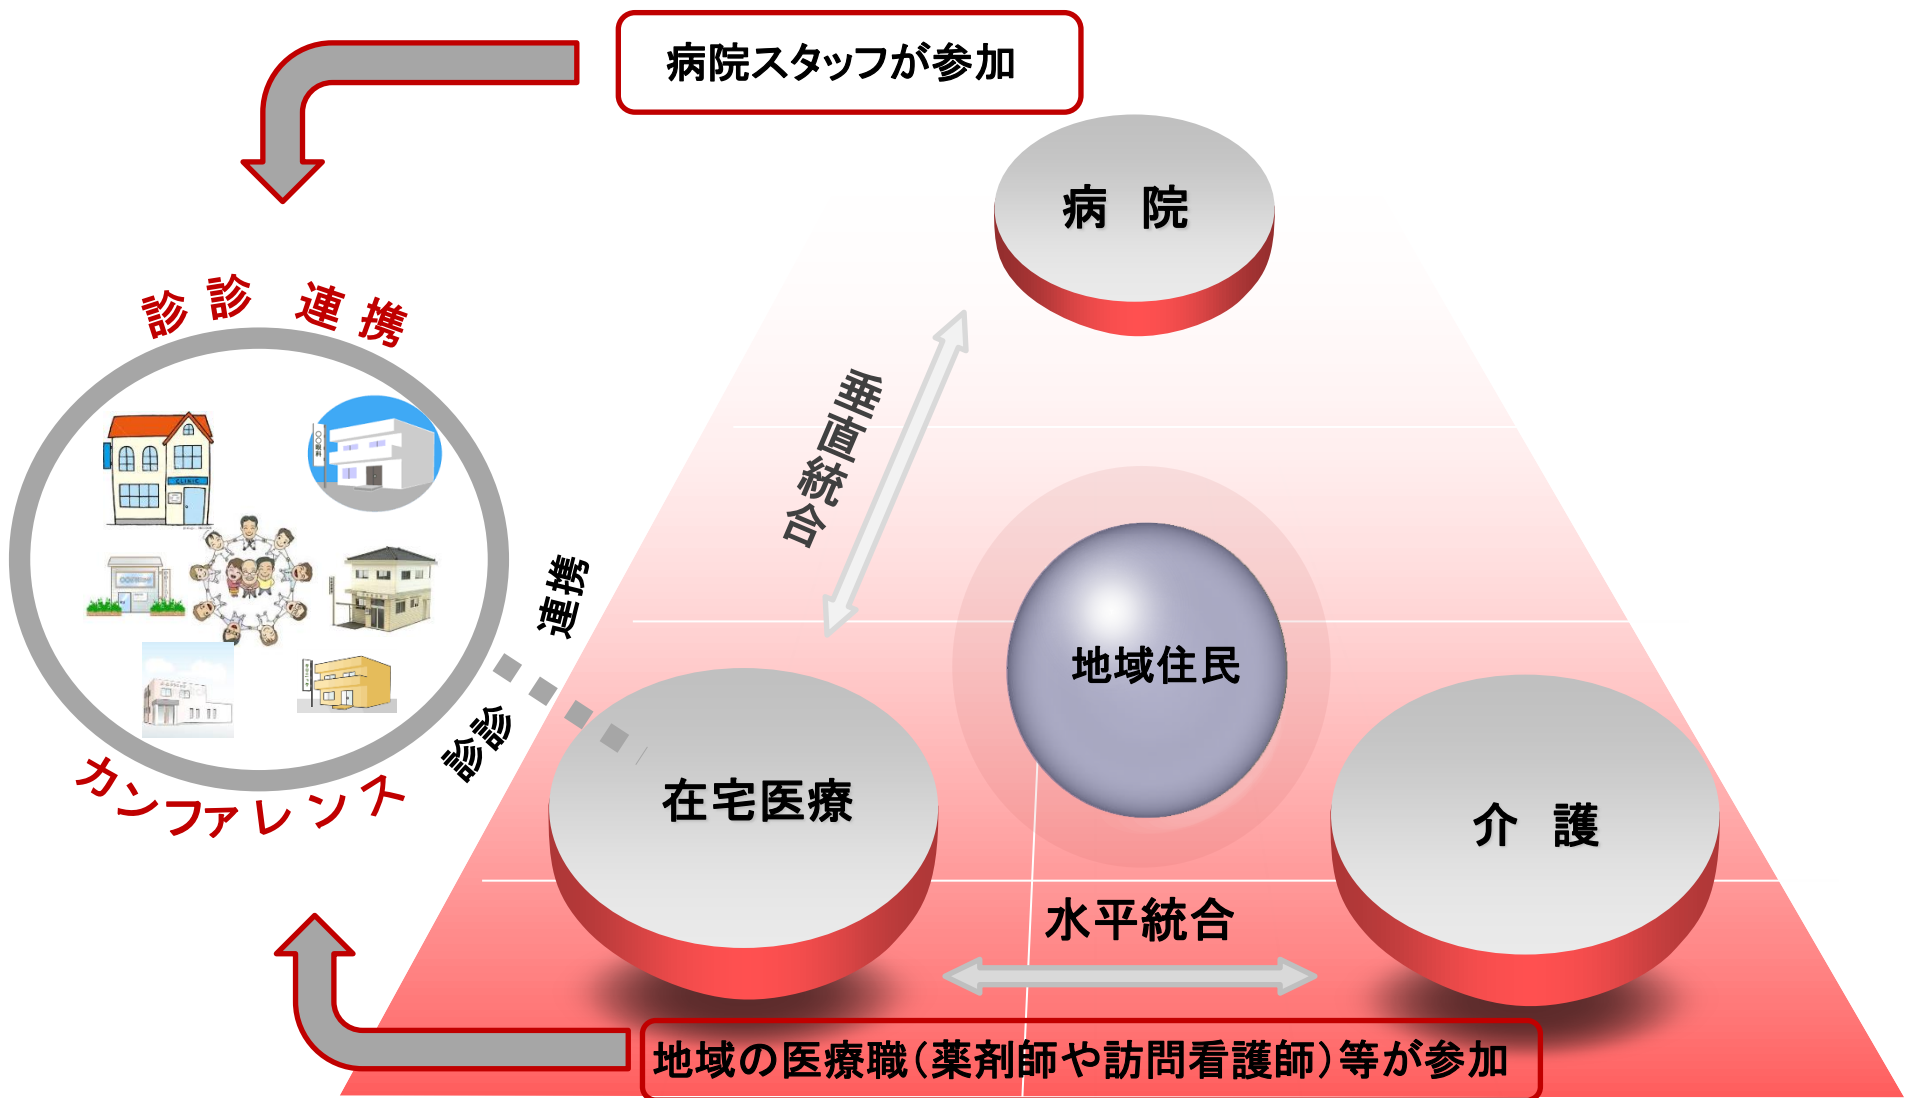 病院スタッフが参加
病 院
診診 連携
垂直統合
CLINIC
診診 連携
地域住民
カンファレンス
在宅医療
介 護
水平統合
地域の医療職（薬剤師や訪問看護師）等が参加